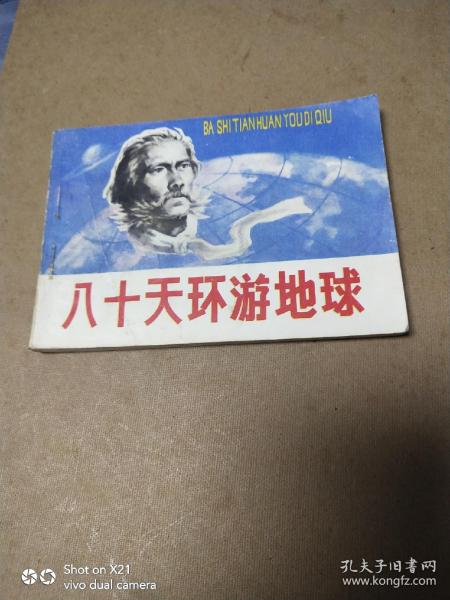 BA SHI TIAN HUAN YOU DI QIU
八十天环游地球
Shot on X21
vivo dual camera
孔夫子旧书网
www.kongfz.com